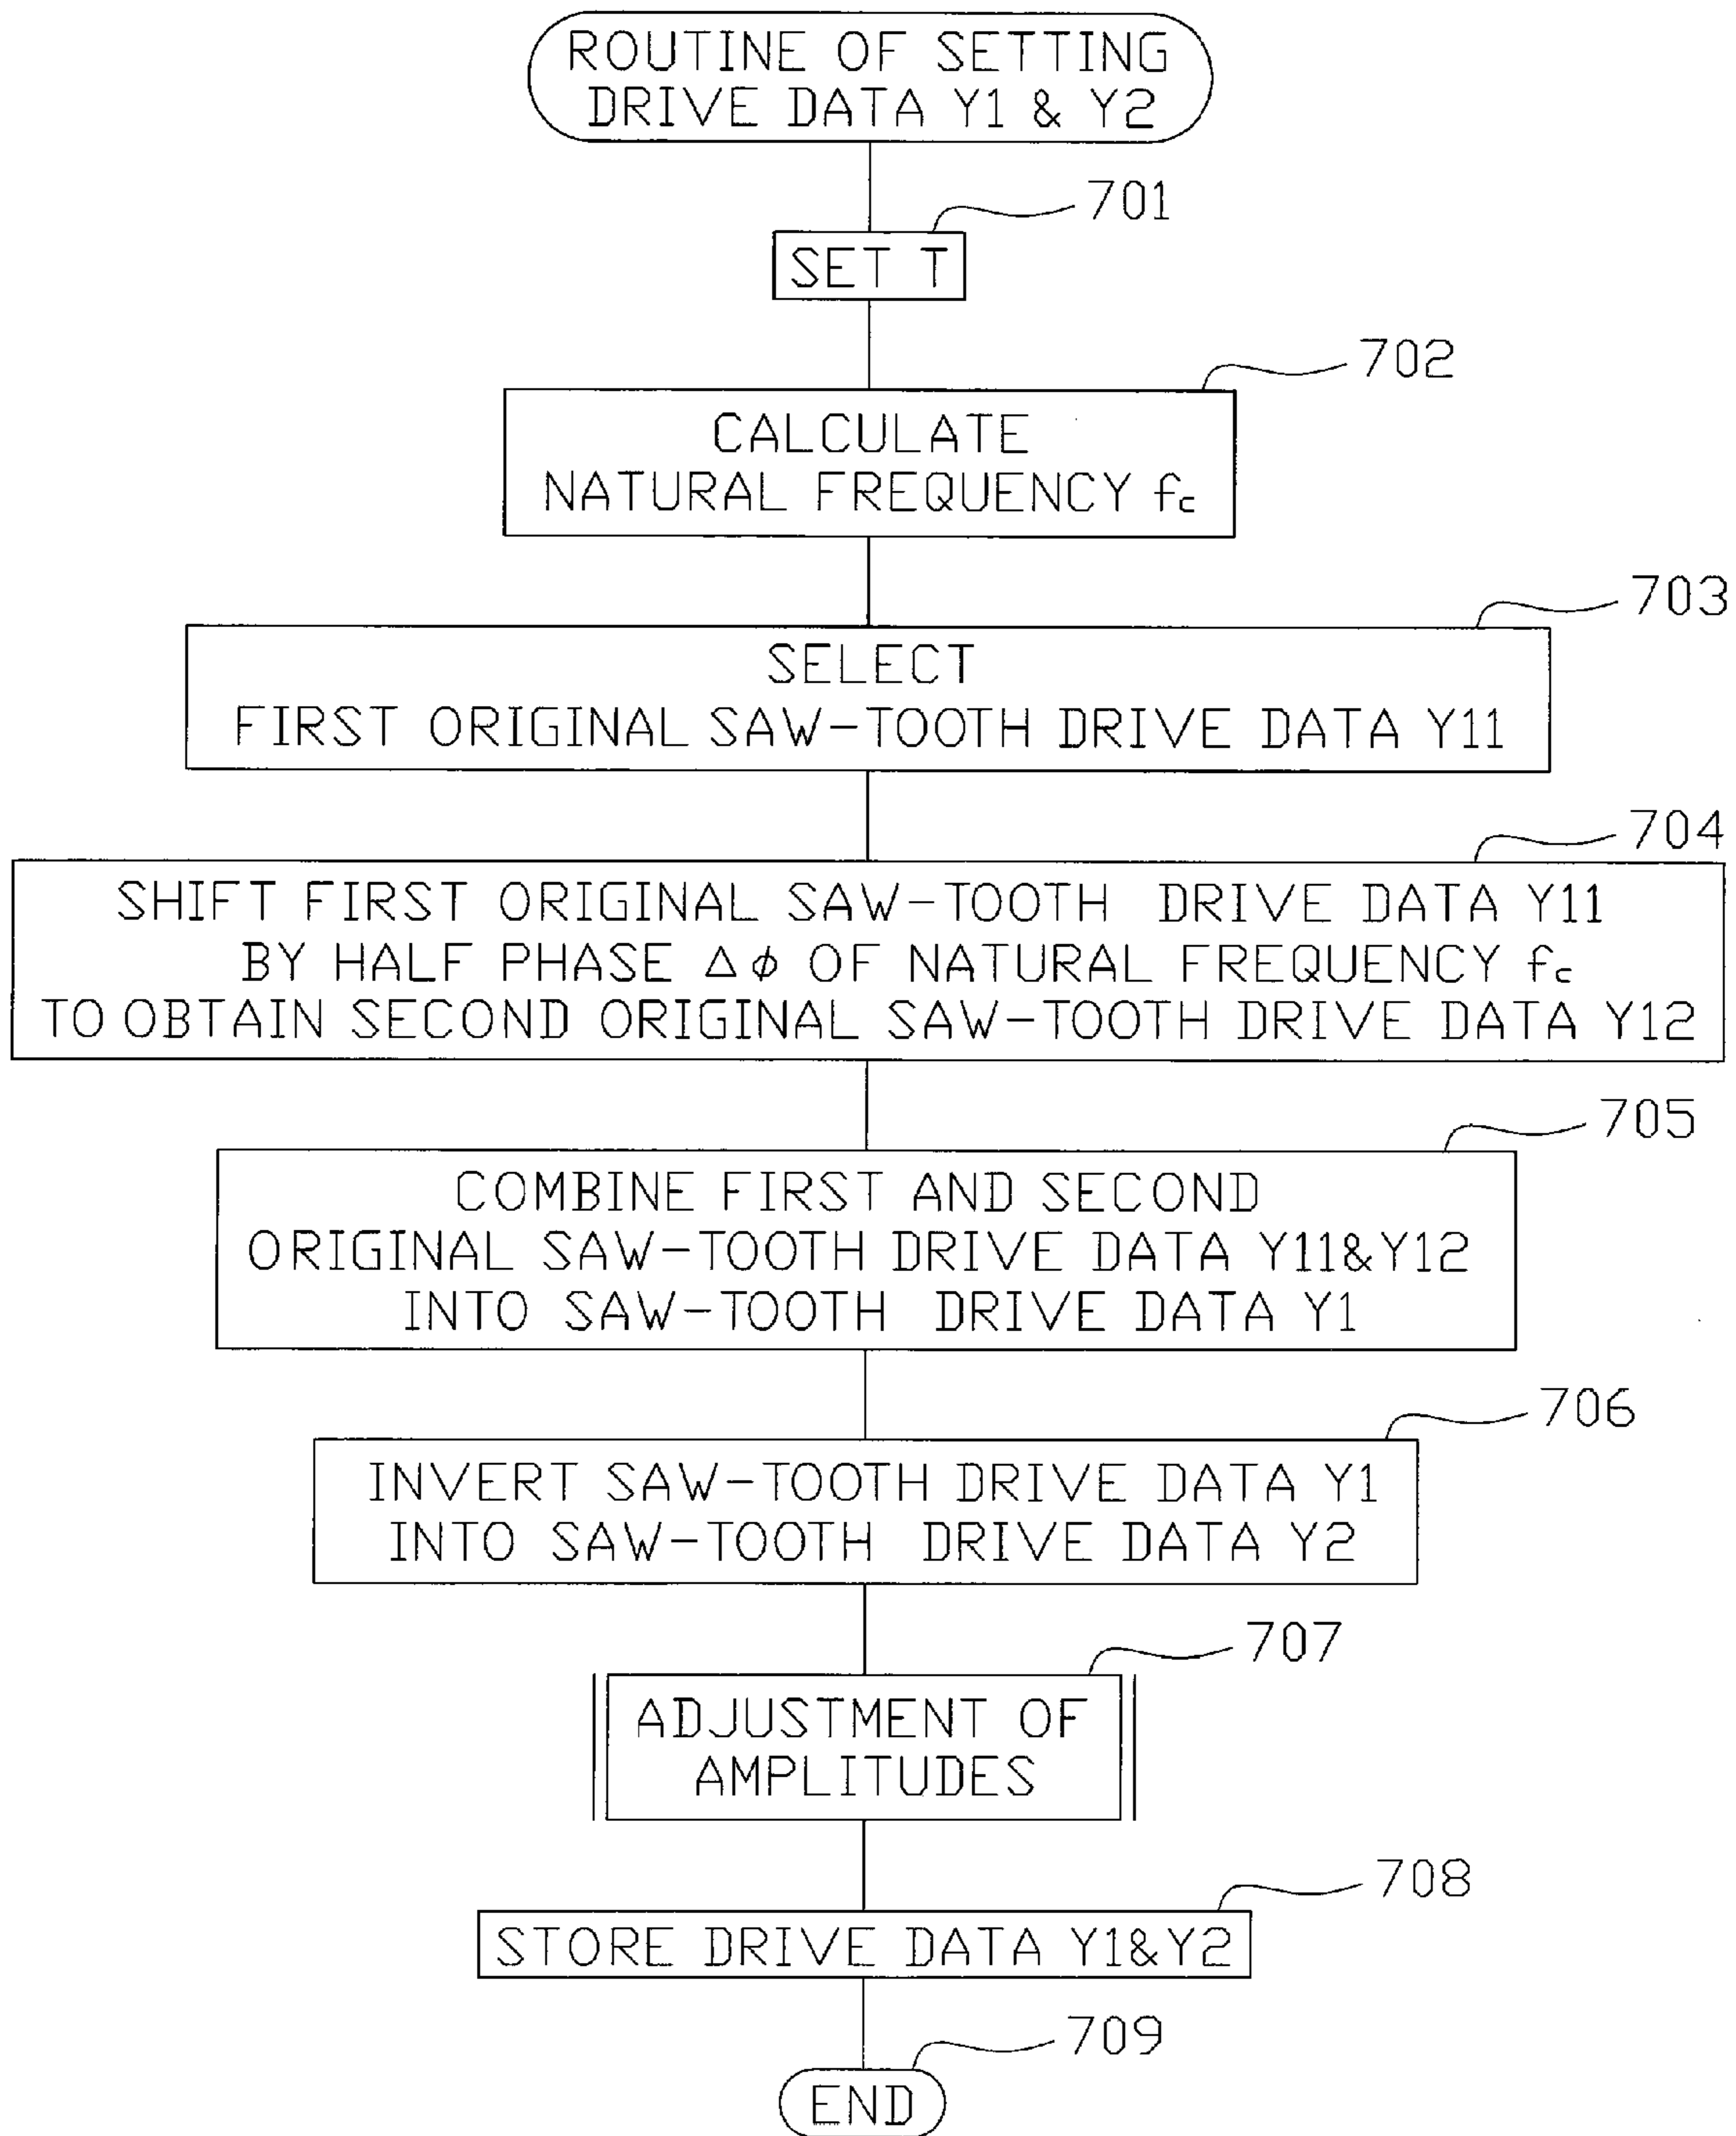 ROUTINE OF SETTING
DRIVE DATA Y1 & Y2
701
SET T
702
CALCULATE
NATURAL FREQUENCY fc
703
SELECT
FIRST ORIGINAL SAW-TOOTH DRIVE DATA Y11
704
SHIFT FIRST ORIGINAL SAW-TOOTH DRIVE DATA Y11
BY HALF PHASE Δϕ OF NATURAL FREQUENCY fc
TO OBTAIN SECOND ORIGINAL SAW-TOOTH DRIVE DATA Y12
705
COMBINE FIRST AND SECOND
ORIGINAL SAW-TOOTH DRIVE DATA Y11&Y12
INTO SAW-TOOTH DRIVE DATA Y1
706
INVERT SAW-TOOTH DRIVE DATA Y1
INTO SAW-TOOTH DRIVE DATA Y2
707
ADJUSTMENT OF
AMPLITUDES
708
STORE DRIVE DATA Y1&Y2
709
END